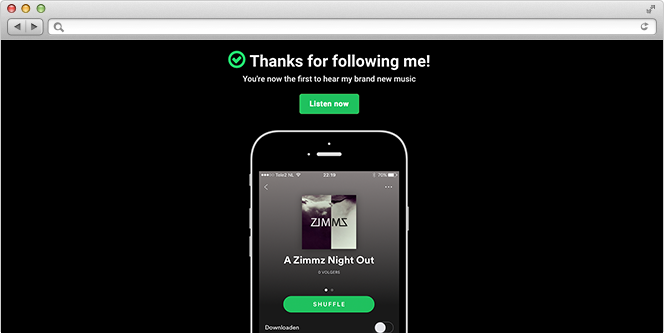 Thanks for following me!
You're now the first to hear my brand new music
Listen now
Tele2 NL 22:19 70%
ZIMMZ
A Zimmz Night Out
0 VOLGERS
SHUFFLE
Downloaden